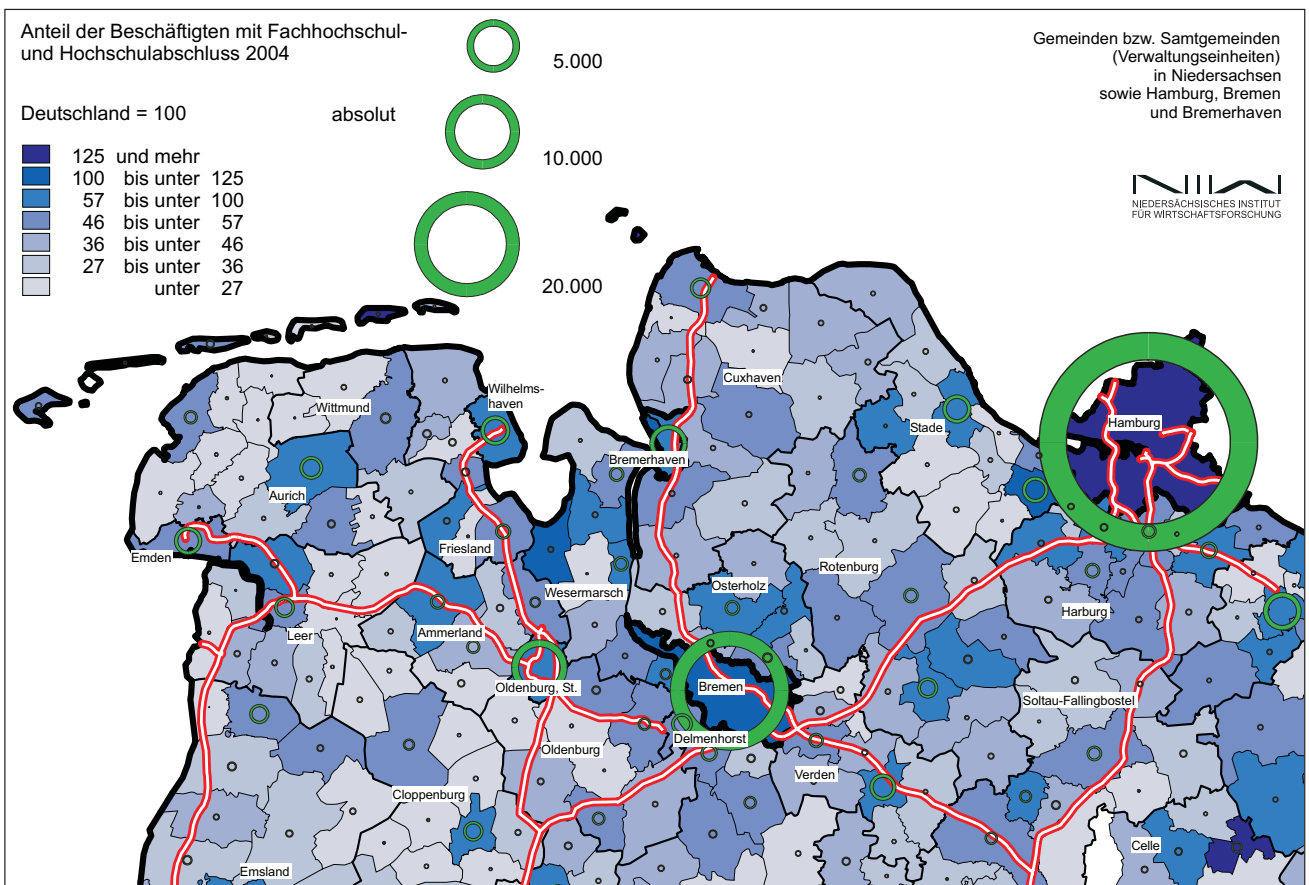 Anteil der Beschäftigten mit Fachhochschul-
und Hochschulabschluss 2004
Deutschland = 100
125 und mehr
100 bis unter 125
57 bis unter 100
46 bis unter 57
36 bis unter 46
27 bis unter 36
unter 27
absolut
5.000
10.000
20.000
Gemeinden bzw. Samtgemeinden
(Verwaltungseinheiten)
in Niedersachsen
sowie Hamburg, Bremen
und Bremerhaven
NIW
NIEDERSÄCHSISCHES INSTITUT
FÜR WIRTSCHAFTSFORSCHUNG
Cuxhaven
Wilhelms-
haven
Wittmund
Stade
Hamburg
Bremerhaven
Aurich
Friesland
Emden
Rotenburg
Osterholz
Wesermarsch
Harburg
Leer
Ammerland
Oldenburg, St.
Bremen
Soltau-Fallingbostel
Delmenhorst
Oldenburg
Verden
Cloppenburg
Celle
Emsland